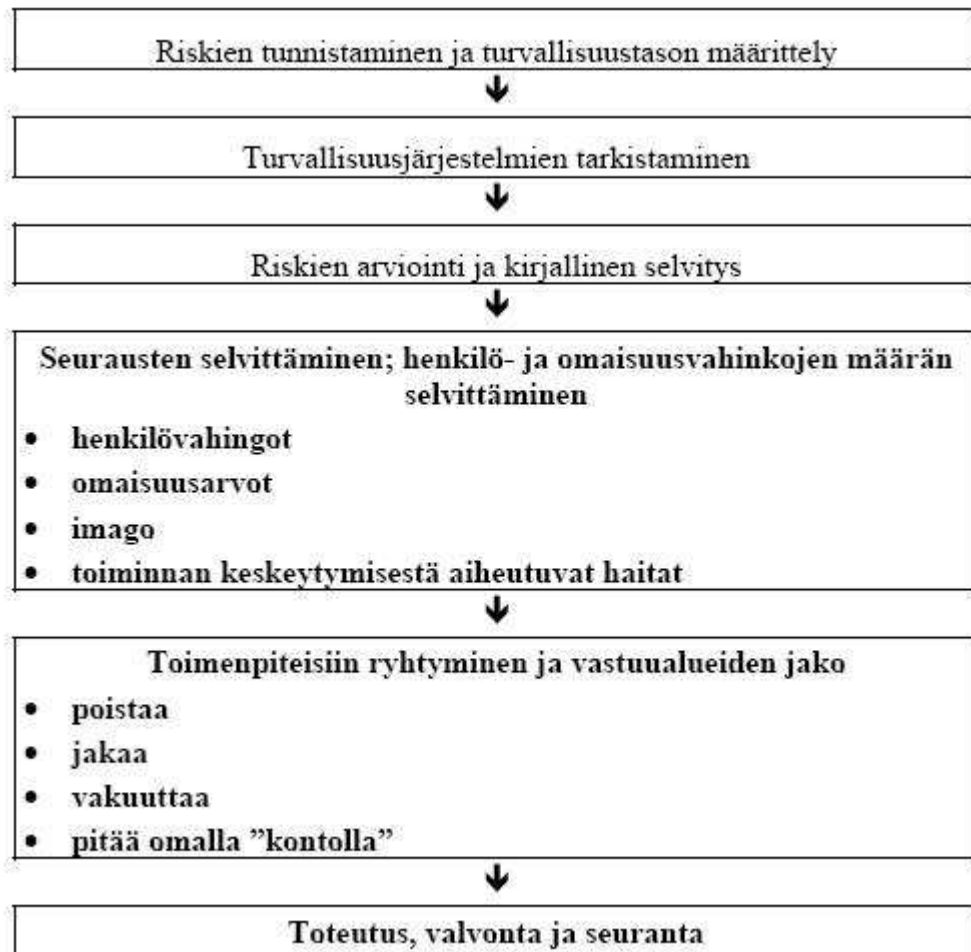 Riskien tunnistaminen ja turvallisuustason määrittely
Turvallisuusjärjestelmien tarkistaminen
Riskien arviointi ja kirjallinen selvitys
Seurausten selvittäminen; henkilö- ja omaisuusvahinkojen määrän
selvittäminen
• henkilövahingot
• omaisuusarvot
• imago
• toiminnan keskeytymisestä aiheutuvat haitat
Toimenpiteisiin ryhtyminen ja vastuualueiden jako
• poistaa
• jakaa
• vakuuttaa
• pitää omalla ”kontolla”
Toteutus, valvonta ja seuranta